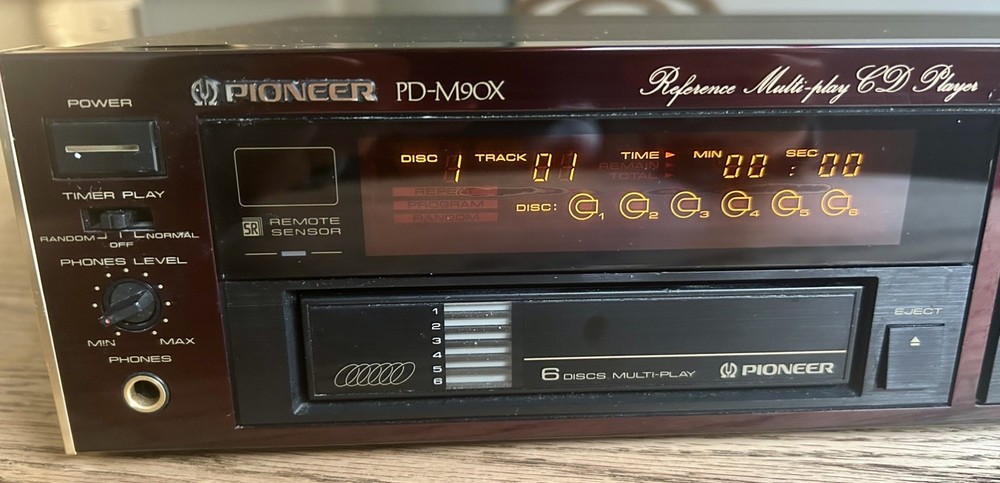 POWER
PIONEER PD-M90X
Reference Multi-play CD Player
TIMER PLAY
RANDOM NORMAL
OFF
PHONES LEVEL
MIN MAX
PHONES
DISC 1 TRACK 01 TIME MIN 00 : SEC 00
REMAIN
TOTAL
REPEAT
PROGRAM
RANDOM
DISC: 1 2 3 4 5 6
SR REMOTE
SENSOR
1
2
3
4
5
6
6 DISCS MULTI-PLAY PIONEER
EJECT